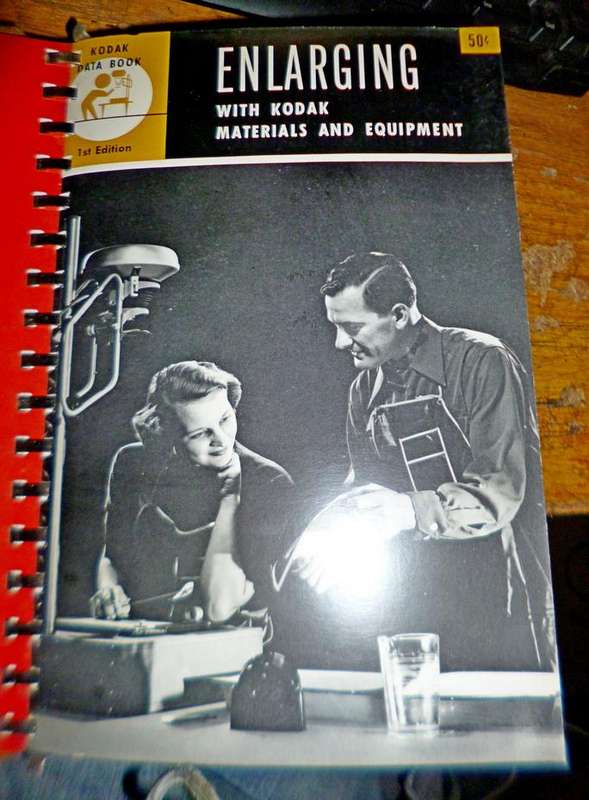 KODAK
DATA BOOK
1st Edition
ENLARGING
WITH KODAK
MATERIALS AND EQUIPMENT
50¢